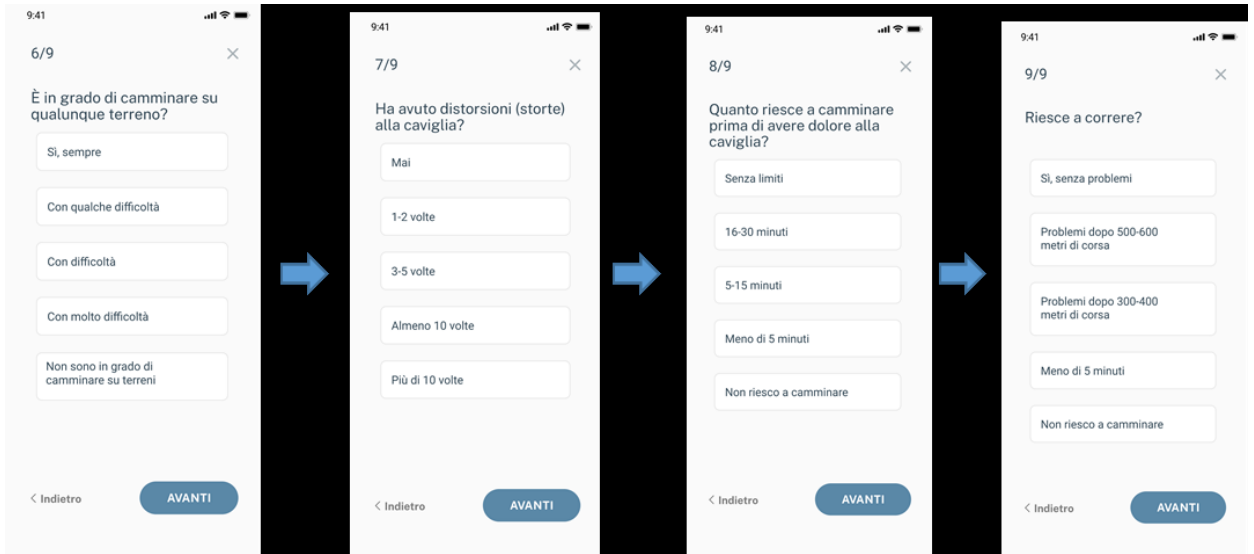 9:41
6/9
È in grado di camminare su
qualunque terreno?
Sì, sempre
Con qualche difficoltà
Con difficoltà
Con molto difficoltà
Non sono in grado di
camminare su terreni
Indietro
AVANTI
9:41
7/9
Ha avuto distorsioni (storte)
alla caviglia?
Mai
1-2 volte
3-5 volte
Almeno 10 volte
Più di 10 volte
Indietro
AVANTI
9:41
8/9
Quanto riesce a camminare
prima di avere dolore alla
caviglia?
Senza limiti
16-30 minuti
5-15 minuti
Meno di 5 minuti
Non riesco a camminare
Indietro
AVANTI
9:41
9/9
Riesce a correre?
Sì, senza problemi
Problemi dopo 500-600
metri di corsa
Problemi dopo 300-400
metri di corsa
Meno di 5 minuti
Non riesco a camminare
Indietro
AVANTI